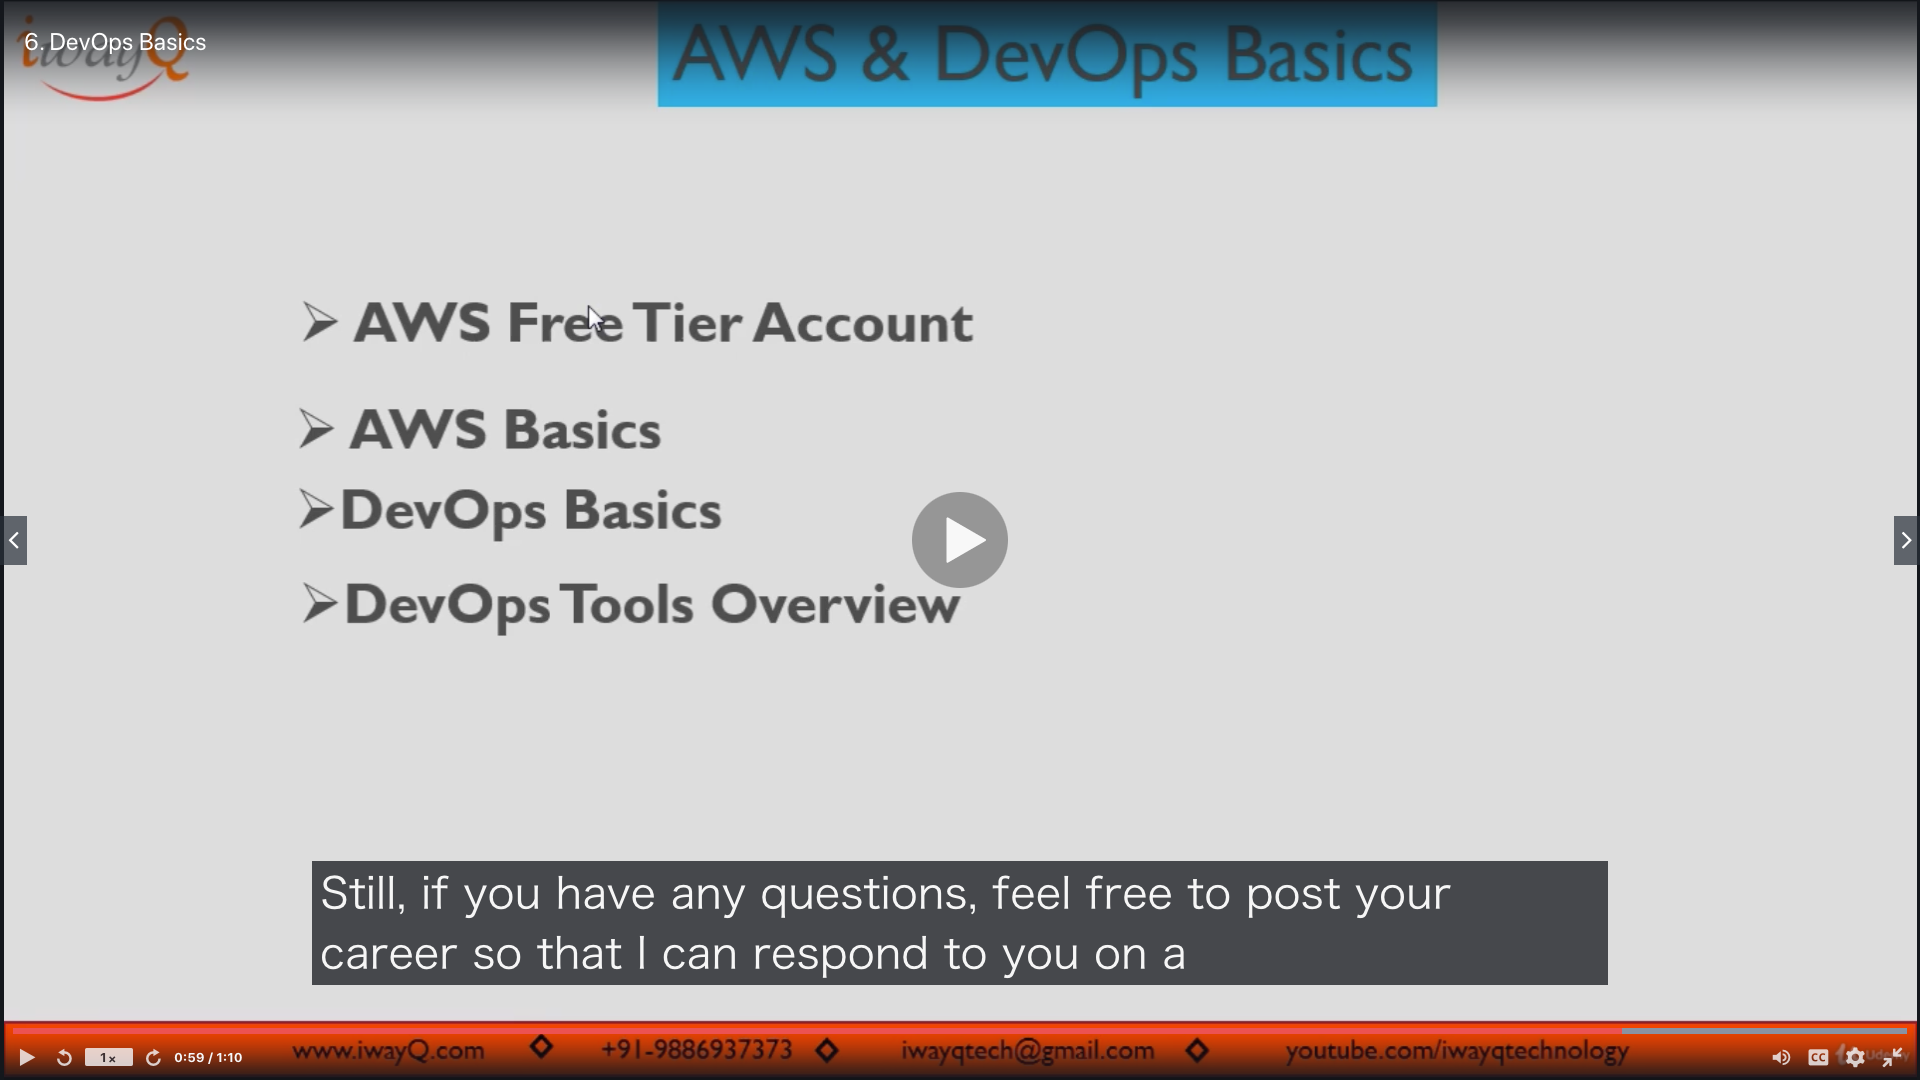 6. DevOps Basics
iwayQ
AWS & DevOps Basics
AWS Free Tier Account
AWS Basics
DevOps Basics
DevOps Tools Overview
Still, if you have any questions, feel free to post your
career so that I can respond to you on a
1x 0:59 / 1:10 www.iwayQ.com +91-9886937373 iwayqtech@gmail.com youtube.com/iwayqtechnology CC Udemy